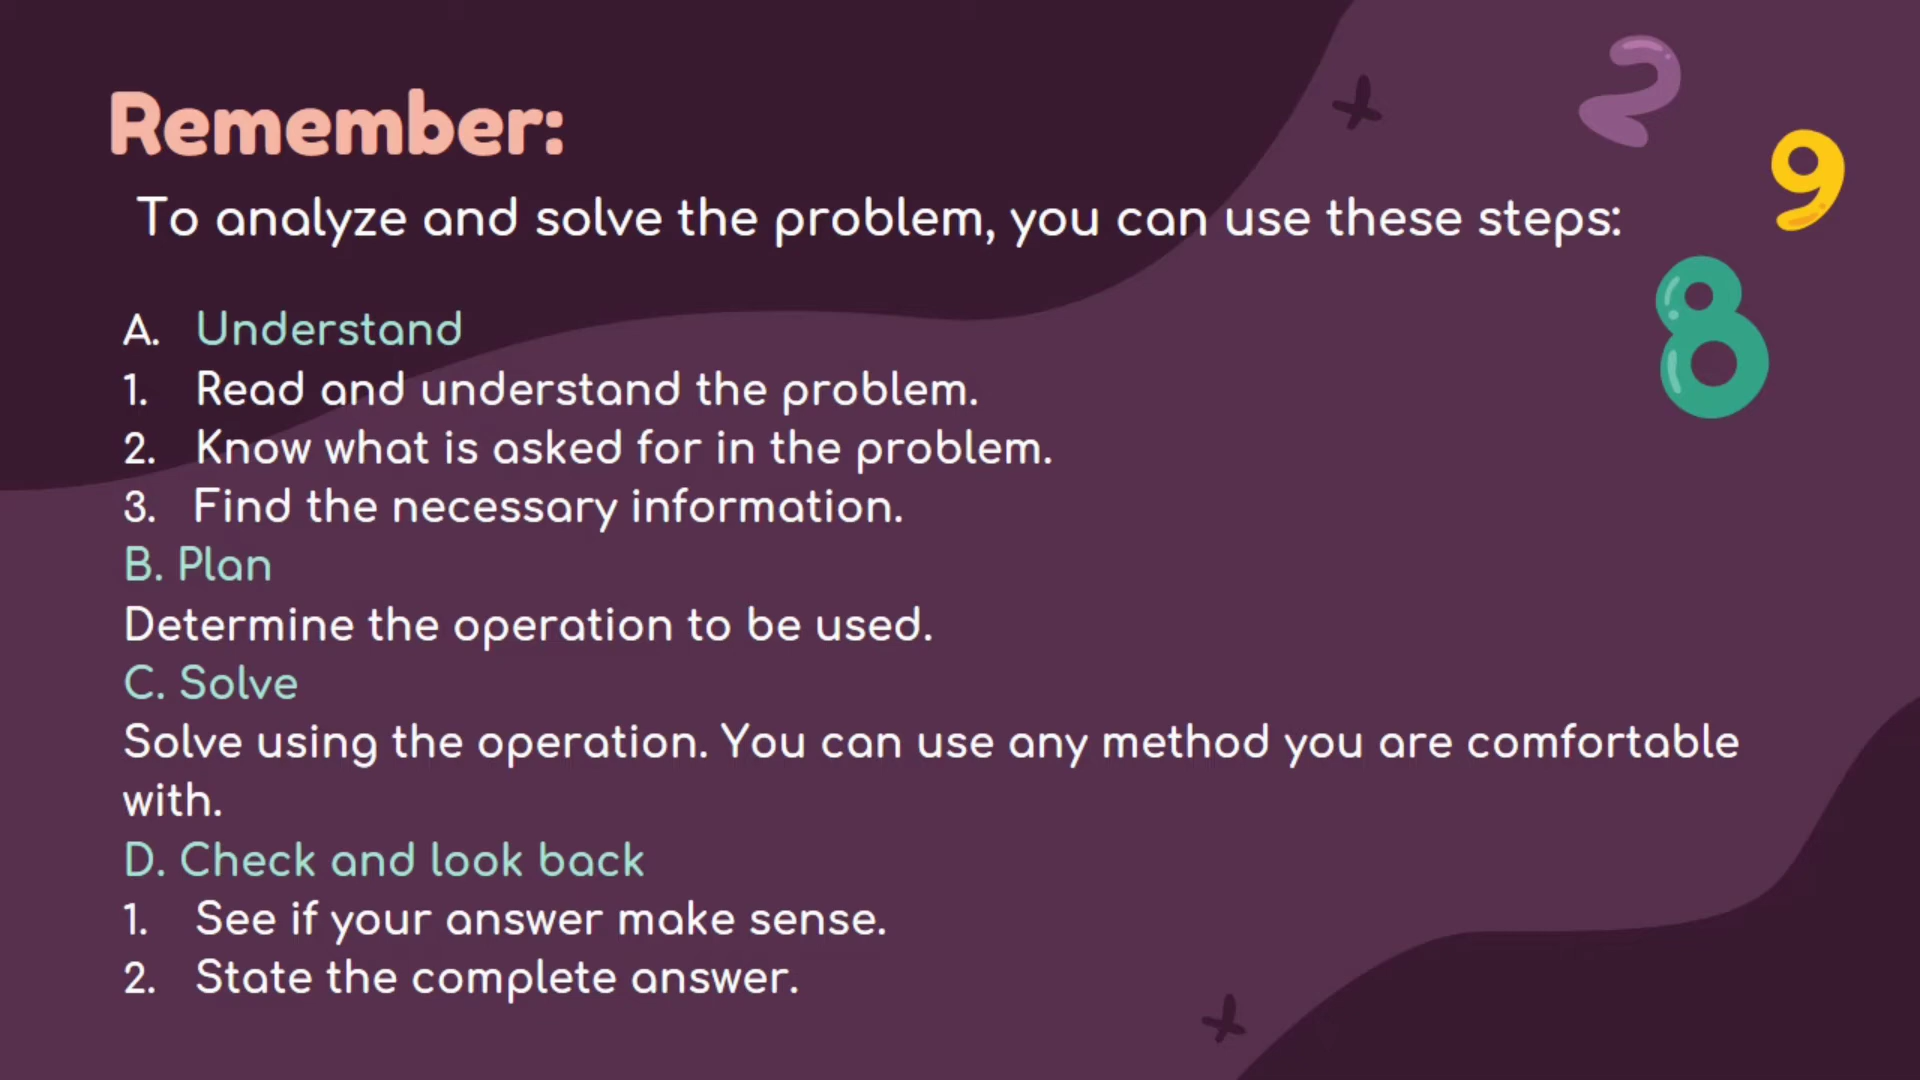 Remember:
To analyze and solve the problem, you can use these steps:
A. Understand
1. Read and understand the problem.
2. Know what is asked for in the problem.
3. Find the necessary information.
B. Plan
Determine the operation to be used.
C. Solve
Solve using the operation. You can use any method you are comfortable
with.
D. Check and look back
1. See if your answer make sense.
2. State the complete answer.
2
9
8